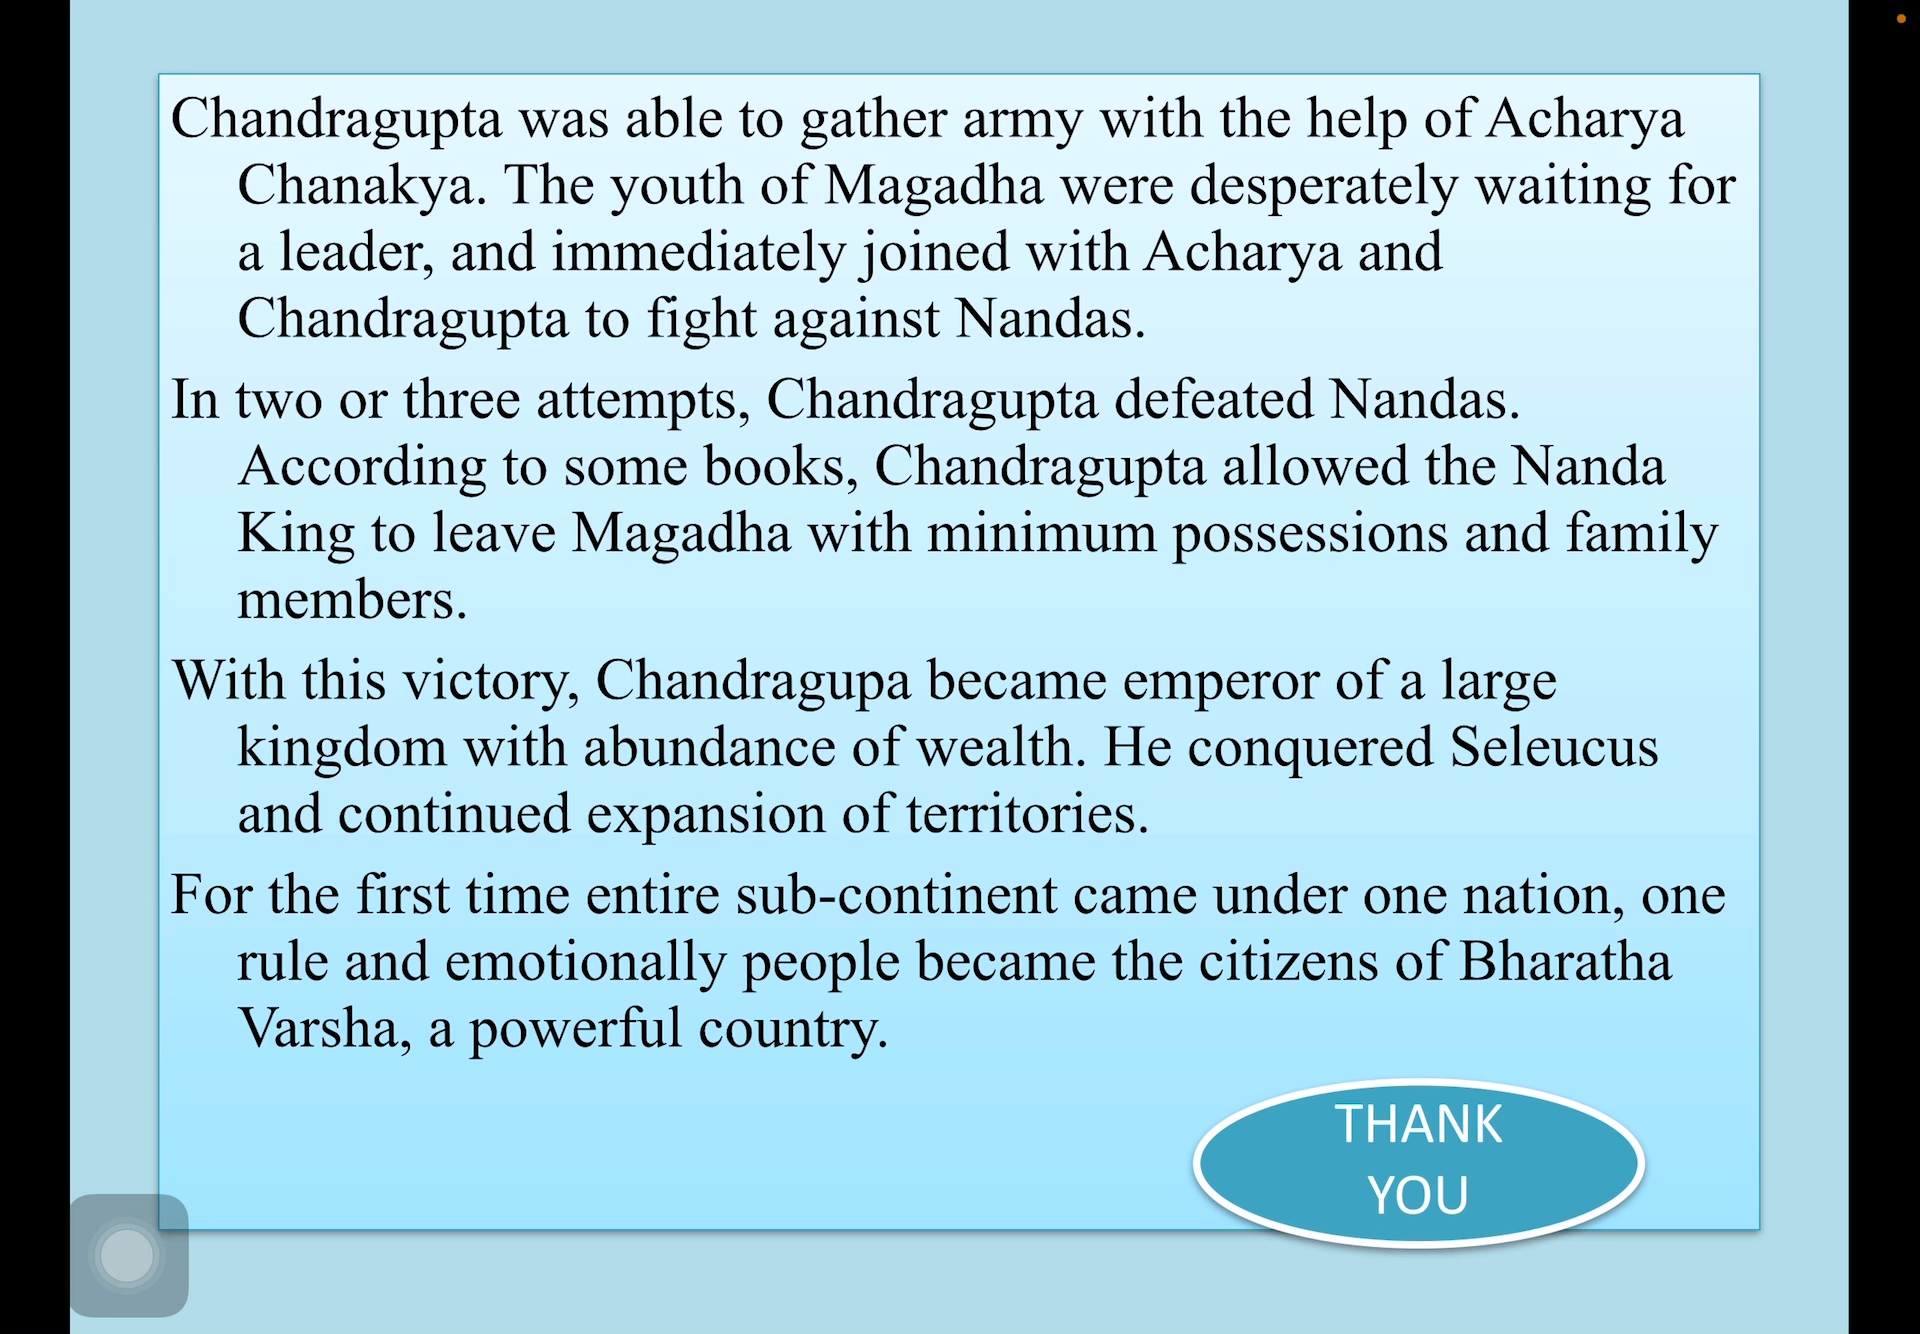 Chandragupta was able to gather army with the help of Acharya
Chanakya. The youth of Magadha were desperately waiting for
a leader, and immediately joined with Acharya and
Chandragupta to fight against Nandas.
In two or three attempts, Chandragupta defeated Nandas.
According to some books, Chandragupta allowed the Nanda
King to leave Magadha with minimum possessions and family
members.
With this victory, Chandragupa became emperor of a large
kingdom with abundance of wealth. He conquered Seleucus
and continued expansion of territories.
For the first time entire sub-continent came under one nation, one
rule and emotionally people became the citizens of Bharatha
Varsha, a powerful country.
THANK
YOU